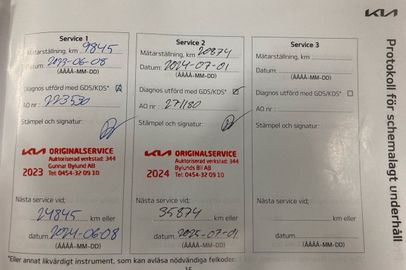 KIA
Protokoll för schemalagt underhåll
Service 1
Mätarställning, km 9845
Datum: 2023-06-08
(ÅÅÅÅ-MM-DD)
Diagnos utförd med GDS/KDS*
AO nr: 223530
Stämpel och signatur:
KIA ORIGINALSERVICE
Auktoriserad verkstad: 344
Gunnar Bylund AB
2023 Tel: 0454-32 09 10
Nästa service vid:
24845 km eller
datum 2024-06-08
(ÅÅÅÅ-MM-DD)
Service 2
Mätarställning, km 20874
Datum: 2024-07-01
(ÅÅÅÅ-MM-DD)
Diagnos utförd med GDS/KDS*
AO nr: 271180
Stämpel och signatur:
KIA ORIGINALSERVICE
Auktoriserad verkstad: 344
Bylunds Bil AB
2024 Tel: 0454-32 09 10
Nästa service vid:
35874 km eller
datum 2025-07-01
(ÅÅÅÅ-MM-DD)
Service 3
Mätarställning, km
Datum:
(ÅÅÅÅ-MM-DD)
Diagnos utförd med GDS/KDS*
AO nr:
Stämpel och signatur:
Nästa service vid:
km eller
datum
(ÅÅÅÅ-MM-DD)
*Eller annat likvärdigt instrument, som kan avläsa nödvändiga felkoder.